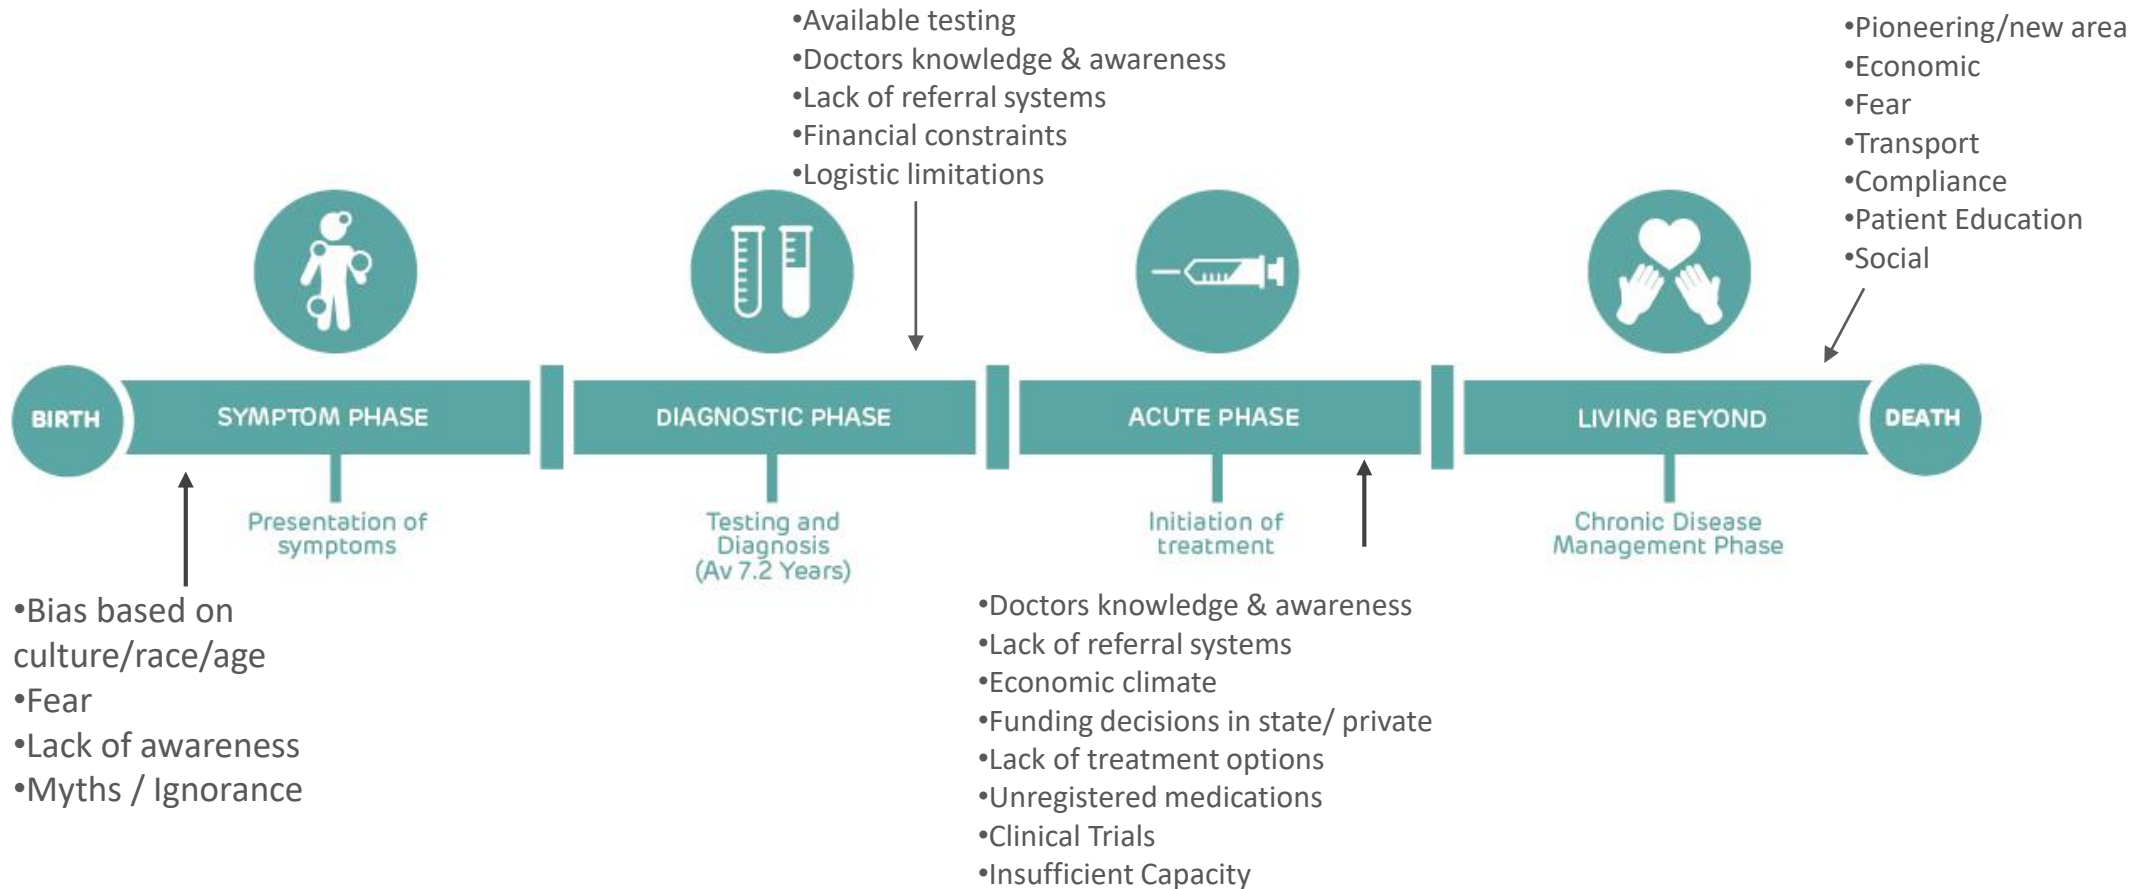 •Available testing
•Doctors knowledge & awareness
•Lack of referral systems
•Financial constraints
•Logistic limitations
•Pioneering/new area
•Economic
•Fear
•Transport
•Compliance
•Patient Education
•Social
BIRTH
SYMPTOM PHASE
DIAGNOSTIC PHASE
ACUTE PHASE
LIVING BEYOND
DEATH
Presentation of
symptoms
Testing and
Diagnosis
(Av 7.2 Years)
Initiation of
treatment
Chronic Disease
Management Phase
•Bias based on
culture/race/age
•Fear
•Lack of awareness
•Myths / Ignorance
•Doctors knowledge & awareness
•Lack of referral systems
•Economic climate
•Funding decisions in state/ private
•Lack of treatment options
•Unregistered medications
•Clinical Trials
•Insufficient Capacity